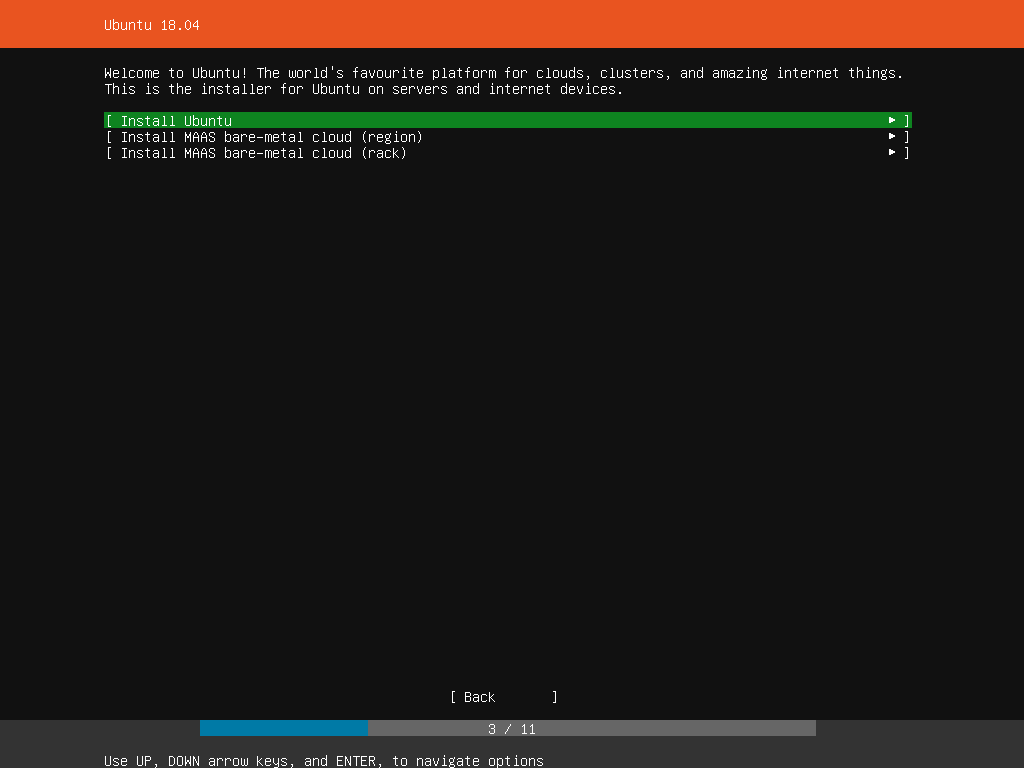 Ubuntu 18.04
Welcome to Ubuntu! The world's favourite platform for clouds, clusters, and amazing internet things.
This is the installer for Ubuntu on servers and internet devices.
[ Install Ubuntu ▸ ]
[ Install MAAS bare-metal cloud (region) ▸ ]
[ Install MAAS bare-metal cloud (rack) ▸ ]
[ Back ]
3 / 11
Use UP, DOWN arrow keys, and ENTER, to navigate options